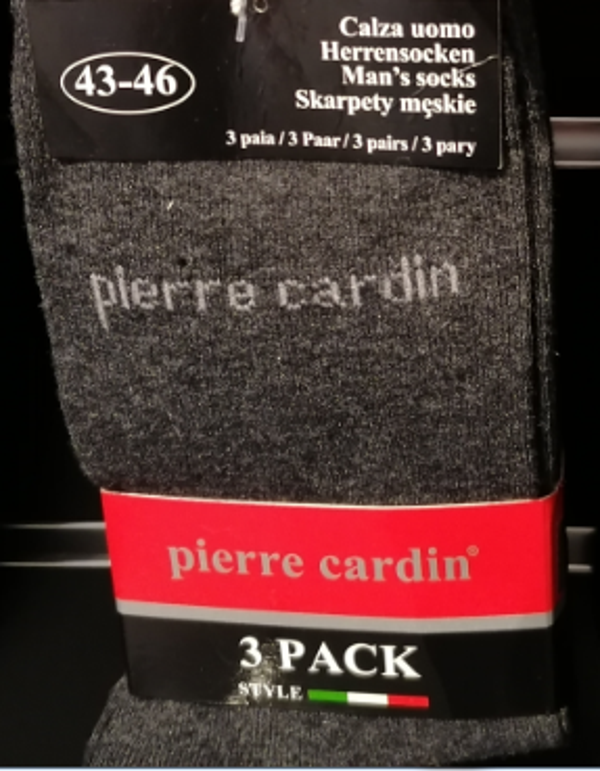 43-46
Calza uomo
Herrensocken
Man's socks
Skarpety męskie
3 paia / 3 Paar / 3 pairs / 3 pary
pierre cardin
pierre cardin®
3 PACK
STYLE